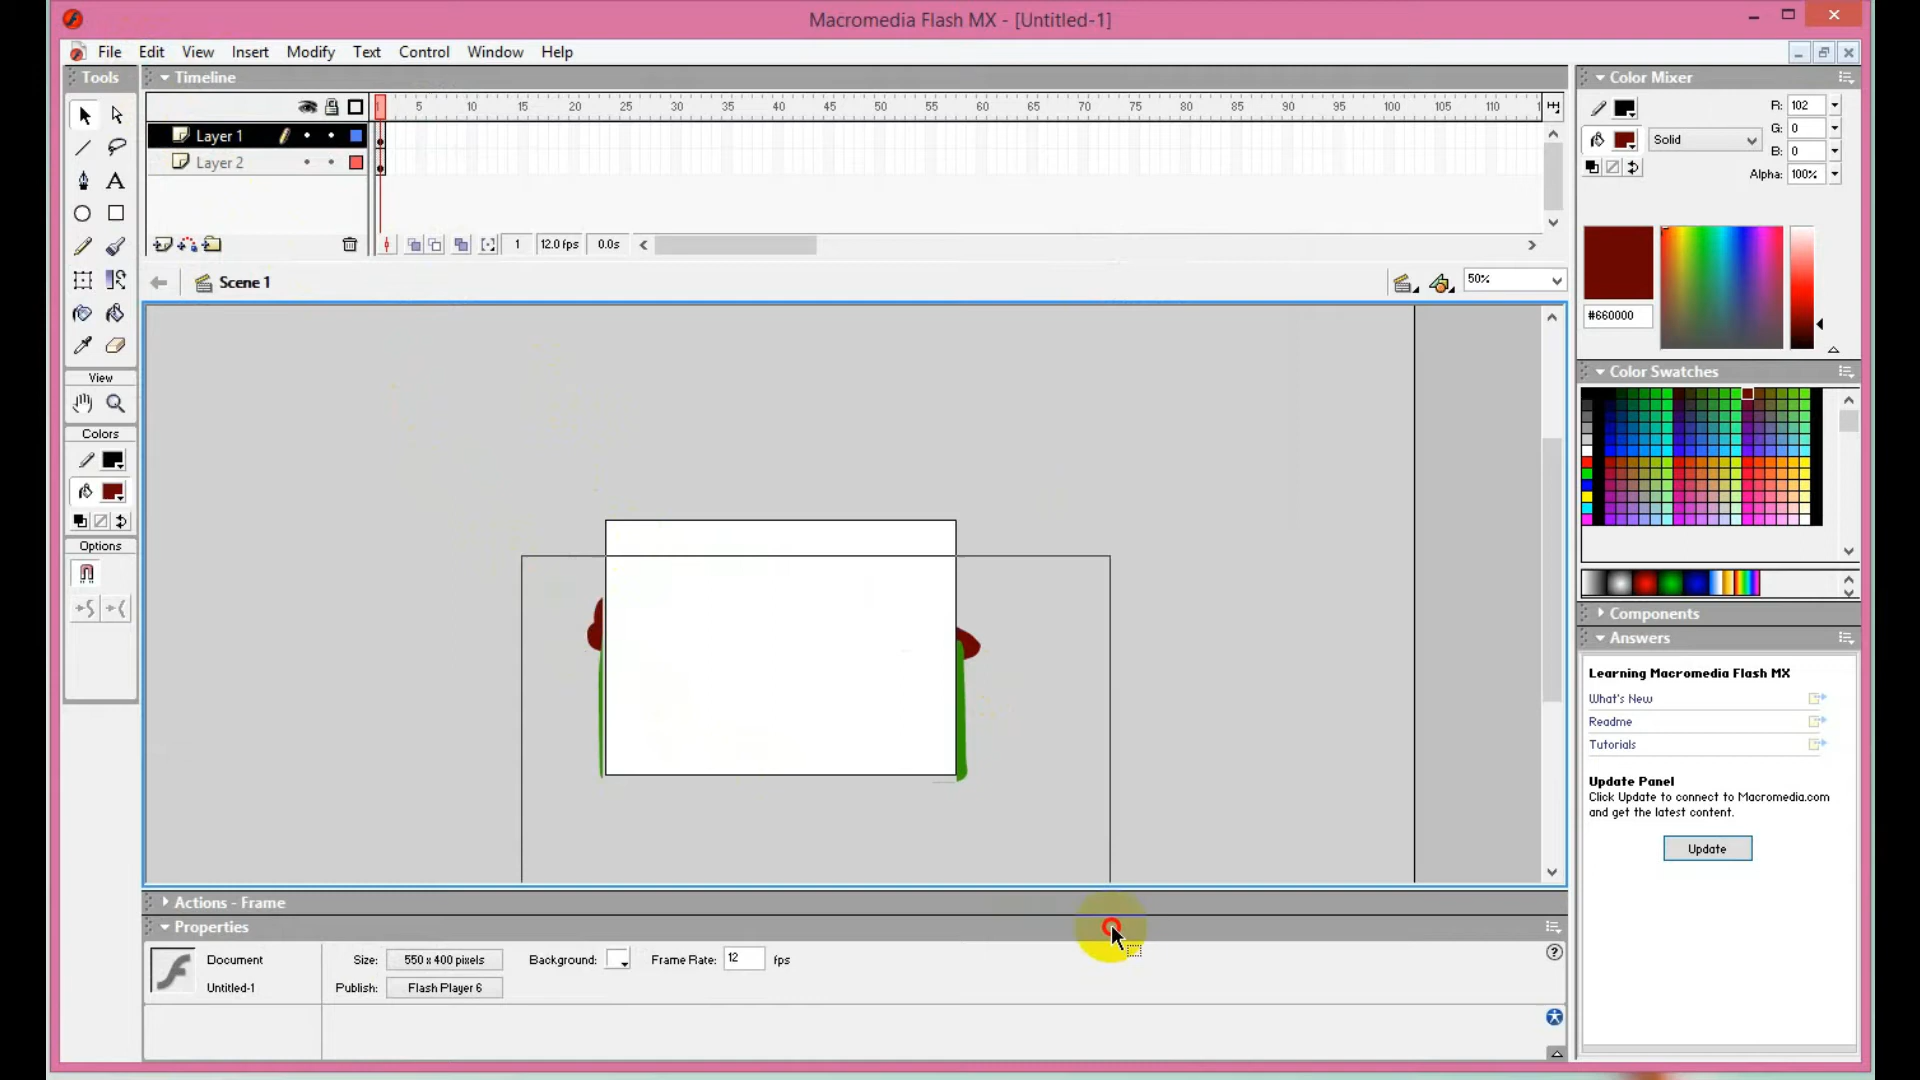 Macromedia Flash MX - [Untitled-1]
File Edit View Insert Modify Text Control Window Help
Tools
Timeline
1 5 10 15 20 25 30 35 40 45 50 55 60 65 70 75 80 85 90 95 100 105 110 1
Layer 1
Layer 2
1 12.0 fps 0.0s
Scene 1
50%
View
Colors
Options
Actions - Frame
Properties
Document
Untitled-1
Size: 550 x 400 pixels Background: Frame Rate: 12 fps
Publish: Flash Player 6
Color Mixer
R: 102
Solid
G: 0
B: 0
Alpha: 100%
#660000
Color Swatches
Components
Answers
Learning Macromedia Flash MX
What's New
Readme
Tutorials
Update Panel
Click Update to connect to Macromedia.com
and get the latest content.
Update